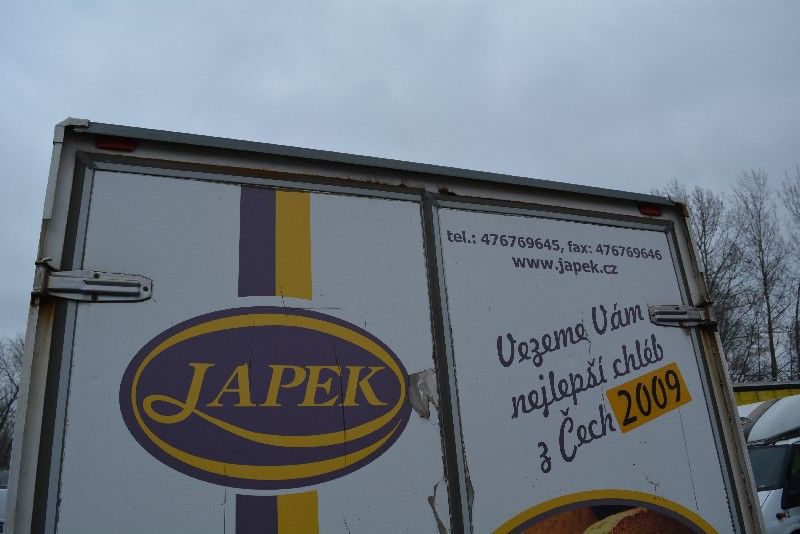 JAPEK
tel.: 476769645, fax: 476769646
www.japek.cz
Vezeme Vám
nejlepší chléb
z Čech 2009